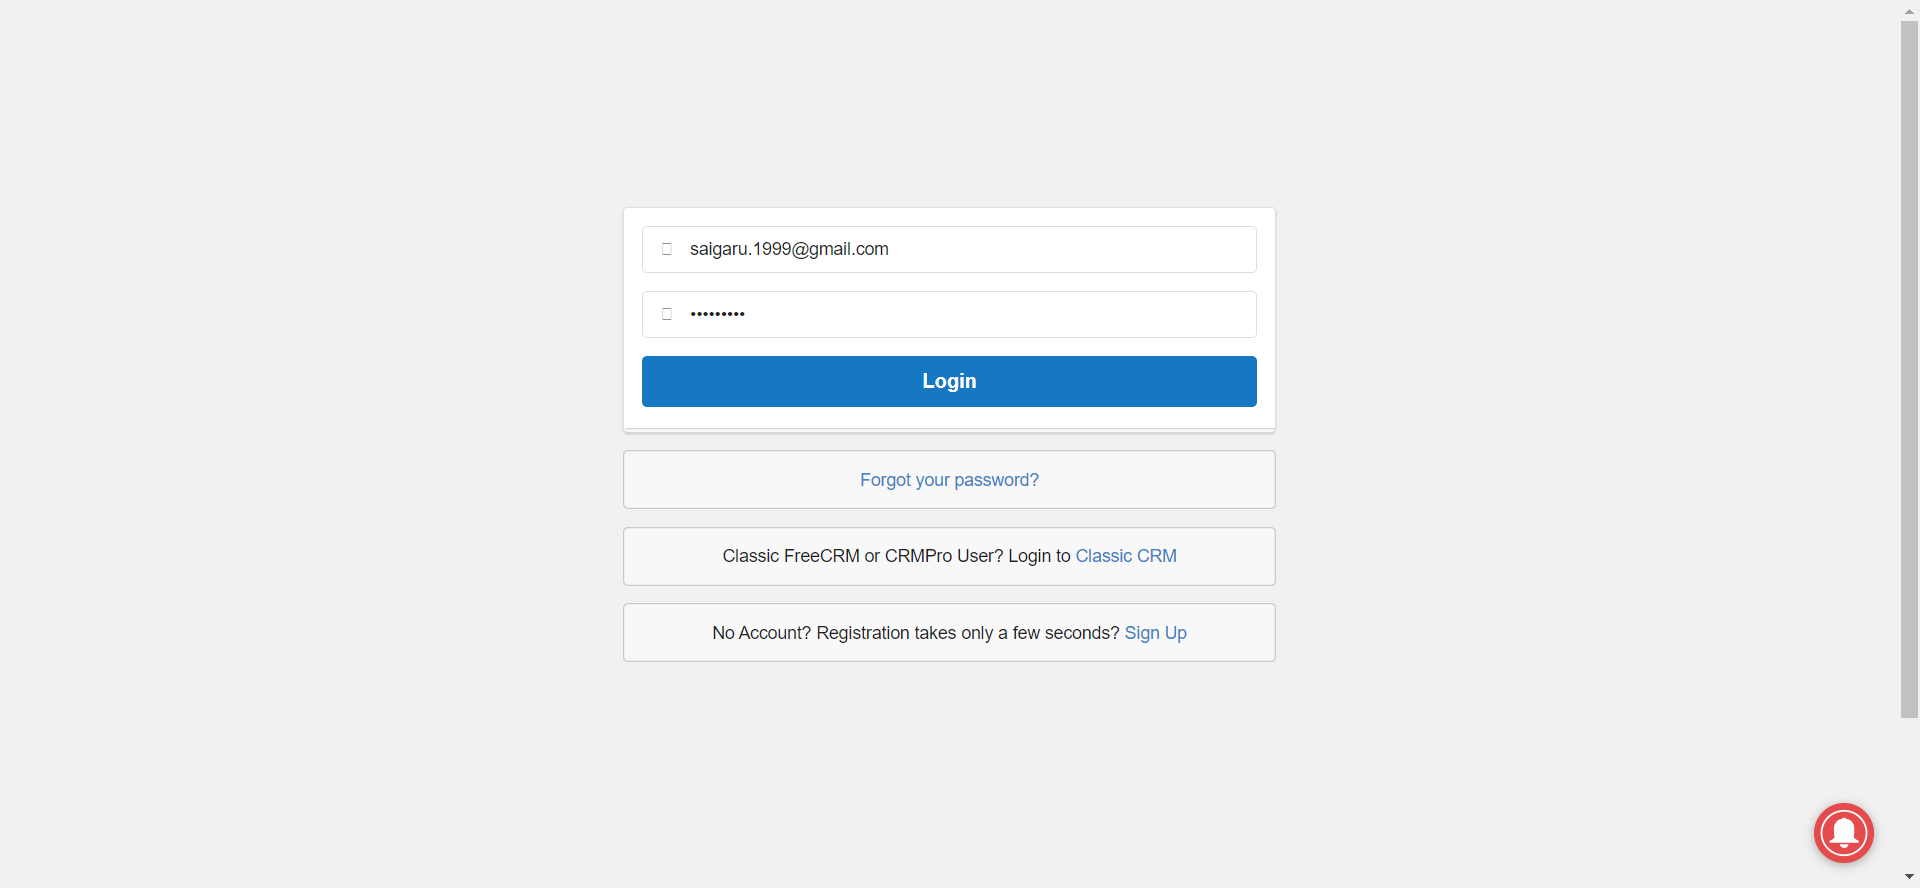 saigaru.1999@gmail.com
•••••••••
Login
Forgot your password?
Classic FreeCRM or CRMPro User? Login to Classic CRM
No Account? Registration takes only a few seconds? Sign Up